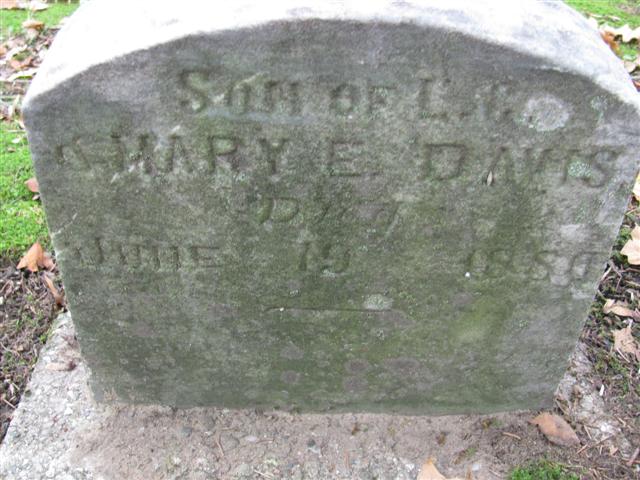 SON OF L. C.
& MARY E. DAVIS
DIED
JUNE 19 1880